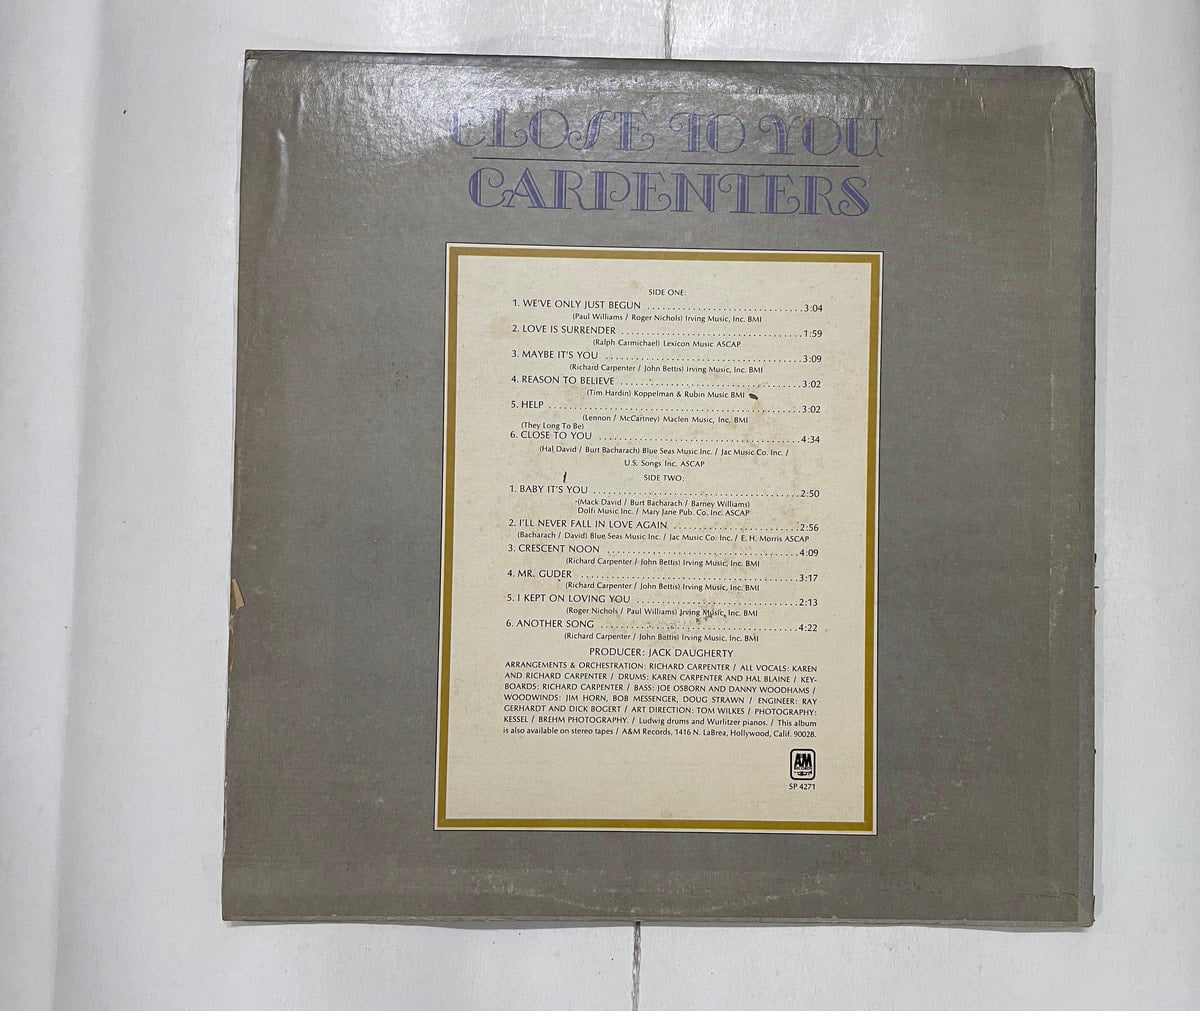 CLOSE TO YOU
CARPENTERS
SIDE ONE:
1. WE'VE ONLY JUST BEGUN ........................3:04
(Paul Williams / Roger Nichols) Irving Music, Inc. BMI
2. LOVE IS SURRENDER ............................1:59
(Ralph Carmichael) Lexicon Music ASCAP
3. MAYBE IT'S YOU ..............................3:09
(Richard Carpenter / John Bettis) Irving Music, Inc. BMI
4. REASON TO BELIEVE ...........................3:02
(Tim Hardin) Koppelman & Rubin Music BMI
5. HELP ........................................3:02
(Lennon / McCartney) Maclen Music, Inc. BMI
(They Long To Be)
6. CLOSE TO YOU ................................4:34
(Hal David / Burt Bacharach) Blue Seas Music Inc. / Jac Music Co. Inc. /
U.S. Songs Inc. ASCAP
SIDE TWO:
1. BABY IT'S YOU ...............................2:50
(Mack David / Burt Bacharach / Barney Williams)
Dolfi Music Inc. / Mary Jane Pub. Co. Inc. ASCAP
2. I'LL NEVER FALL IN LOVE AGAIN ...................2:56
(Bacharach / David) Blue Seas Music Inc. / Jac Music Co. Inc. / E. H. Morris ASCAP
3. CRESCENT NOON ...............................4:09
(Richard Carpenter / John Bettis) Irving Music, Inc. BMI
4. MR. GUDER ...................................3:17
(Richard Carpenter / John Bettis) Irving Music, Inc. BMI
5. I KEPT ON LOVING YOU .........................2:13
(Roger Nichols / Paul Williams) Irving Music, Inc. BMI
6. ANOTHER SONG ................................4:22
(Richard Carpenter / John Bettis) Irving Music, Inc. BMI
PRODUCER: JACK DAUGHERTY
ARRANGEMENTS & ORCHESTRATION: RICHARD CARPENTER / ALL VOCALS: KAREN
AND RICHARD CARPENTER / DRUMS: KAREN CARPENTER AND HAL BLAINE / KEY-
BOARDS: RICHARD CARPENTER / BASS: JOE OSBORN AND DANNY WOODHAMS /
WOODWINDS: JIM HORN, BOB MESSENGER, DOUG STRAWN / ENGINEER: RAY
GERHARDT AND DICK BOGERT / ART DIRECTION: TOM WILKES / PHOTOGRAPHY:
KESSEL / BREHM PHOTOGRAPHY. / Ludwig drums and Wurlitzer pianos. / This album
is also available on stereo tapes / A&M Records, 1416 N. LaBrea, Hollywood, Calif. 90028.
AM
SP 4271